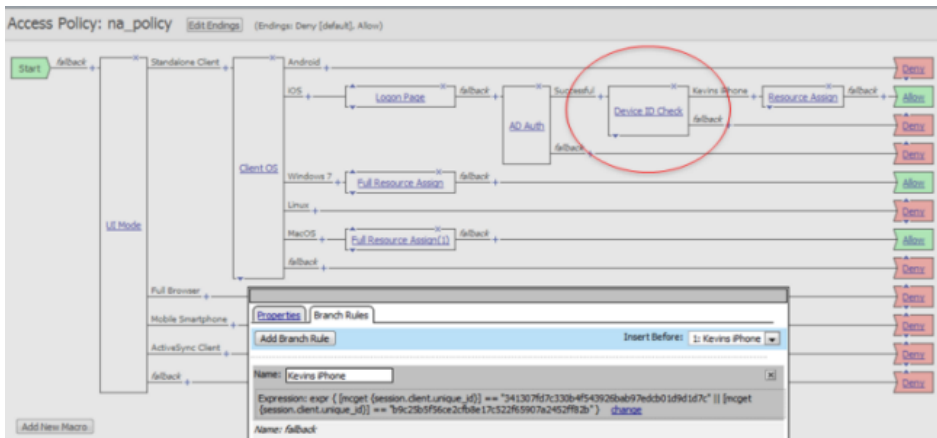 Access Policy: na_policy Edit Endings (Endings: Deny [default], Allow)
Start fallback + Standalone Client + Android + Deny
iOS + Logon Page fallback + Successful + Kevins iPhone + Resource Assign fallback + Allow
Device ID Check
AD Auth fallback + Deny
fallback + Deny
Client OS
Windows 7 + Full Resource Assign fallback + Allow
Linux + Deny
UI Mode
MacOS + Full Resource Assign(1) fallback + Allow
fallback + Deny
Full Browser + Deny
Properties Branch Rules
Mobile Smartphone + Deny
Add Branch Rule Insert Before: 1: Kevins iPhone
ActiveSync Client + Deny
fallback + Deny
Name: Kevins iPhone
Expression: expr { [mcget {session.client.unique_id}] == "341307fd7c330b4f543926bab97edcb01d9d1d7c" || [mcget
{session.client.unique_id}] == "b9c25b5f56ce2cfb8e17c522f65907a2452ff82b" } change
Add New Macro
Name: fallback